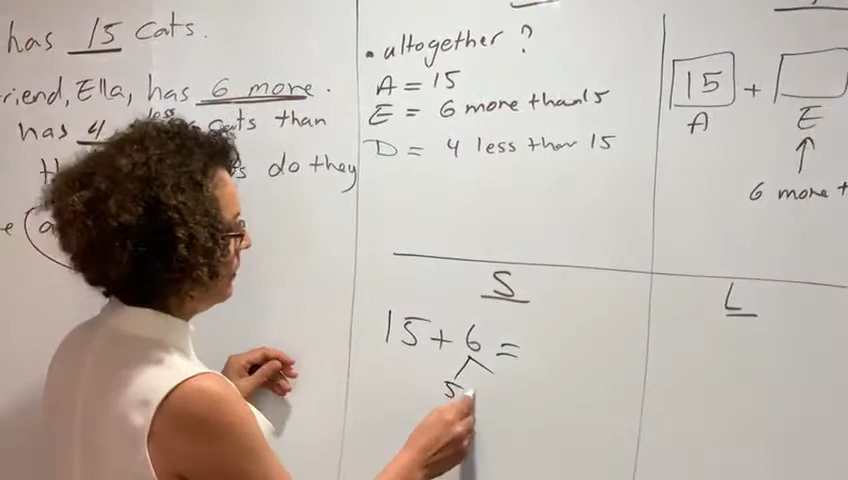 has 15 cats.
riend, Ella, has 6 more.
has 4 less cats than
do they
• altogether ?
A = 15
E = 6 more than 15
D = 4 less than 15
15 +
A E
6 more
S
15 + 6 =
5
L